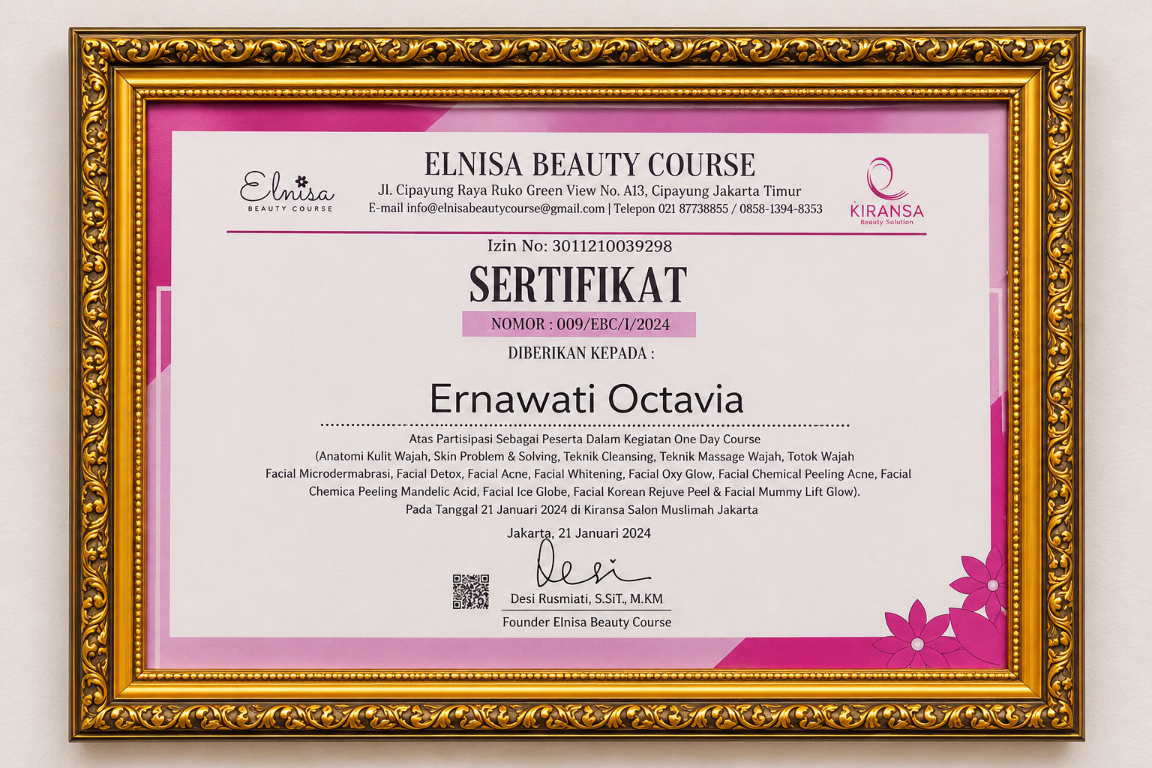 Elnisa
BEAUTY COURSE
ELNISA BEAUTY COURSE
Jl. Cipayung Raya Ruko Green View No. A13, Cipayung Jakarta Timur
E-mail info@elnisabeautycourse@gmail.com | Telepon 021 87738855 / 0858-1394-8353
KIRANSA
Beauty Solution
Izin No: 3011210039298
SERTIFIKAT
NOMOR : 009/EBC/I/2024
DIBERIKAN KEPADA :
Ernawati Octavia
Atas Partisipasi Sebagai Peserta Dalam Kegiatan One Day Course
(Anatomi Kulit Wajah, Skin Problem & Solving, Teknik Cleansing, Teknik Massage Wajah, Totok Wajah
Facial Microdermabrasi, Facial Detox, Facial Acne, Facial Whitening, Facial Oxy Glow, Facial Chemical Peeling Acne, Facial
Chemica Peeling Mandelic Acid, Facial Ice Globe, Facial Korean Rejuve Peel & Facial Mummy Lift Glow).
Pada Tanggal 21 Januari 2024 di Kiransa Salon Muslimah Jakarta
Jakarta, 21 Januari 2024
Desi
Desi Rusmiati, S.SiT., M.KM
Founder Elnisa Beauty Course